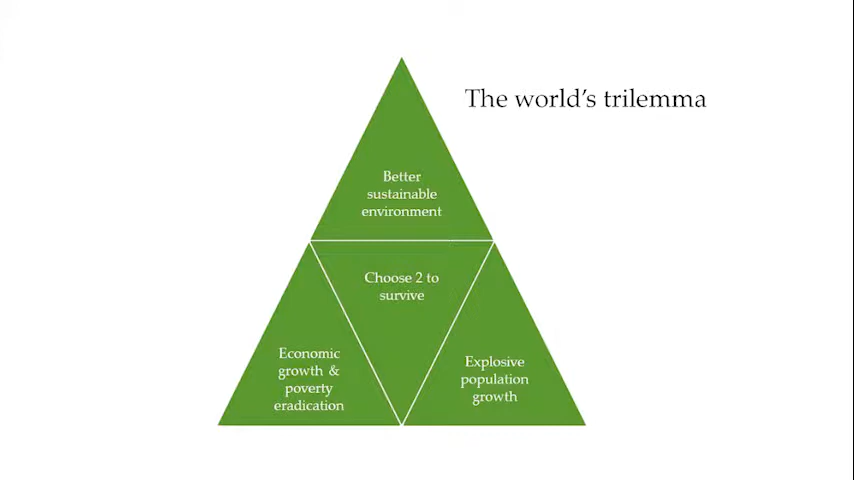 The world's trilemma
Better
sustainable
environment
Choose 2 to
survive
Economic
growth &
poverty
eradication
Explosive
population
growth